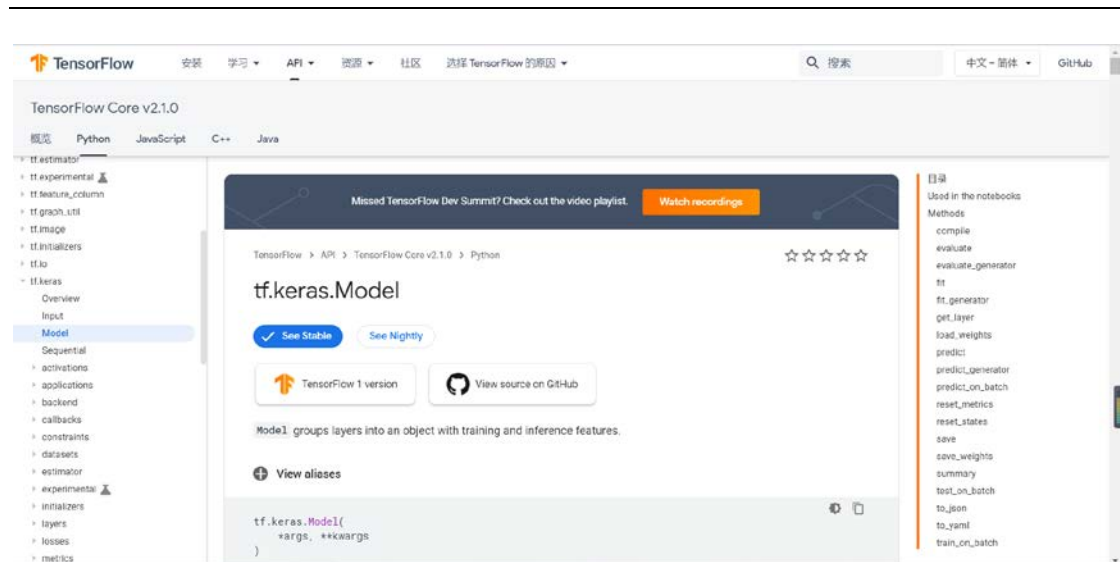 TensorFlow 安装 学习 API 资源 社区 选择 TensorFlow 的原因 搜索 中文 – 简体 GitHub
TensorFlow Core v2.1.0
概览 Python JavaScript C++ Java
tf.estimator
tf.experimental
tf.feature_column
tf.graph_util
tf.image
tf.initializers
tf.io
tf.keras
Overview
Input
Model
Sequential
activations
applications
backend
callbacks
constraints
datasets
estimator
experimental
initializers
layers
losses
metrics
Missed TensorFlow Dev Summit? Check out the video playlist. Watch recordings
TensorFlow > API > TensorFlow Core v2.1.0 > Python
tf.keras.Model
See Stable See Nightly
TensorFlow 1 version View source on GitHub
Model groups layers into an object with training and inference features.
View aliases
tf.keras.Model(
*args, **kwargs
)
目录
Used in the notebooks
Methods
compile
evaluate
evaluate_generator
fit
fit_generator
get_layer
load_weights
predict
predict_generator
predict_on_batch
reset_metrics
reset_states
save
save_weights
summary
test_on_batch
to_json
to_yaml
train_on_batch